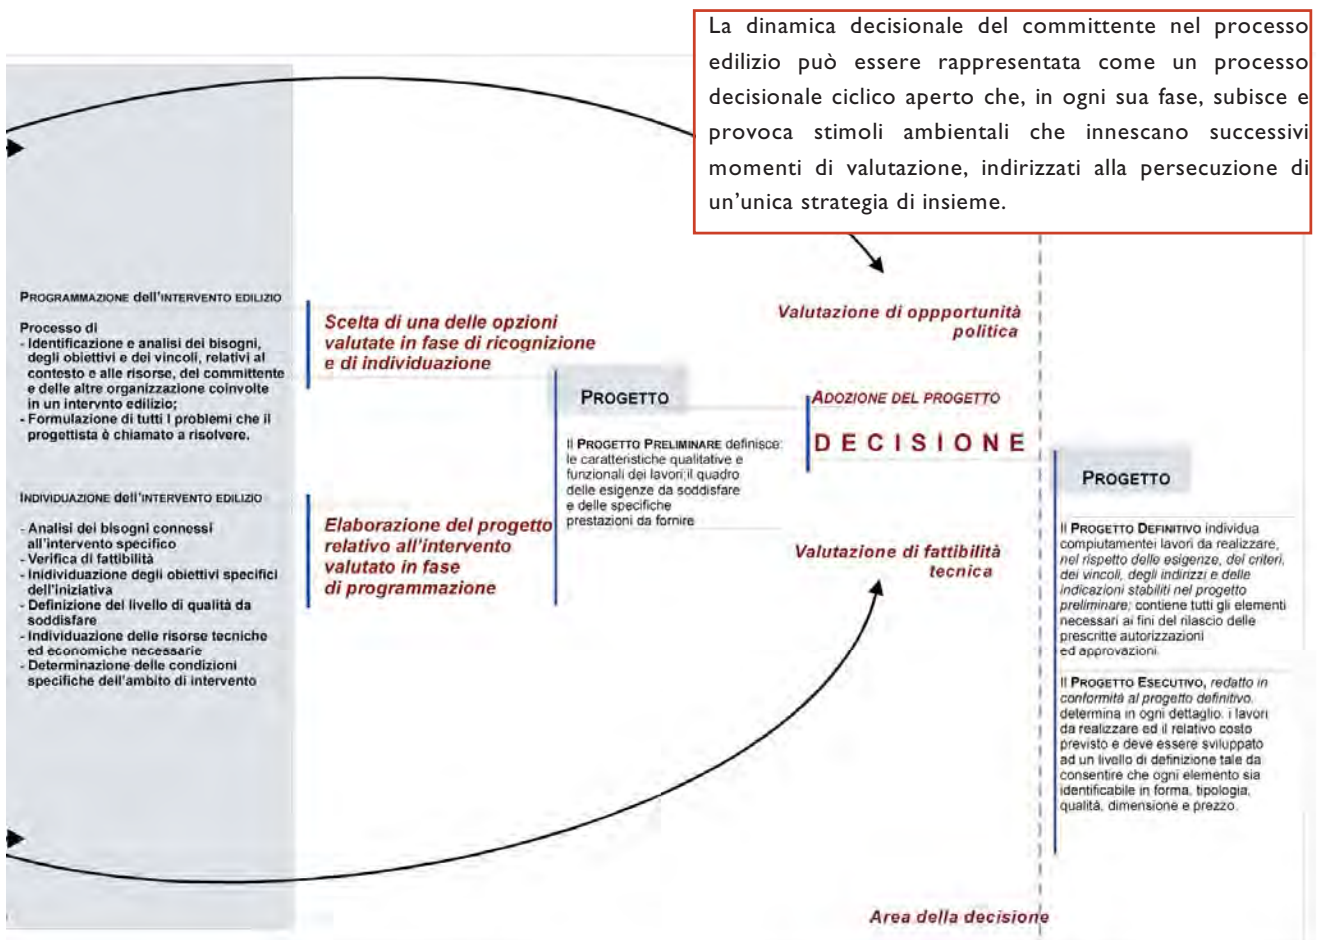 La dinamica decisionale del committente nel processo
edilizio può essere rappresentata come un processo
decisionale ciclico aperto che, in ogni sua fase, subisce e
provoca stimoli ambientali che innescano successivi
momenti di valutazione, indirizzati alla persecuzione di
un’unica strategia di insieme.
PROGRAMMAZIONE dell'INTERVENTO EDILIZIO
Processo di
- Identificazione e analisi dei bisogni,
degli obiettivi e dei vincoli, relativi al
contesto e alle risorse, del committente
e delle altre organizzazione coinvolte
in un intervnto edilizio;
- Formulazione di tutti I problemi che il
progettista è chiamato a risolvere.
INDIVIDUAZIONE dell'INTERVENTO EDILIZIO
- Analisi dei bisogni connessi
all'intervento specifico
- Verifica di fattibilità
- Inidividuazione degli obiettivi specifici
dell'iniziativa
- Definizione del livello di qualità da
soddisfare
- Individuazione delle risorse tecniche
ed economiche necessarie
- Determinazione delle condizioni
specifiche dell'ambito di intervento
Scelta di una delle opzioni
valutate in fase di ricognizione
e di individuazione
Elaborazione del progetto
relativo all'intervento
valutato in fase
di programmazione
PROGETTO
Il PROGETTO PRELIMINARE definisce:
le caratteristiche qualitative e
funzionali dei lavori,il quadro
delle esigenze da soddisfare
e delle specifiche
prestazioni da fornire
Valutazione di oppportunità
politica
ADOZIONE DEL PROGETTO
DECISIONE
Valutazione di fattibilità
tecnica
PROGETTO
Il PROGETTO DEFINITIVO individua
compiutamentei lavori da realizzare,
nel rispetto delle esigenze, dei criteri,
dei vincoli, degli indirizzi e delle
indicazioni stabiliti nel progetto
preliminare; contiene tutti gli elementi
necessari ai fini del rilascio delle
prescritte autorizzazioni
ed approvazioni.
Il PROGETTO ESECUTIVO, redatto in
conformità al progetto definitivo,
determina in ogni dettaglio, i lavori
da realizzare ed il relativo costo
previsto e deve essere sviluppato
ad un livello di definizione tale da
consentire che ogni elemento sia
identificabile in forma, tipologia,
qualità, dimensione e prezzo.
Area della decisione